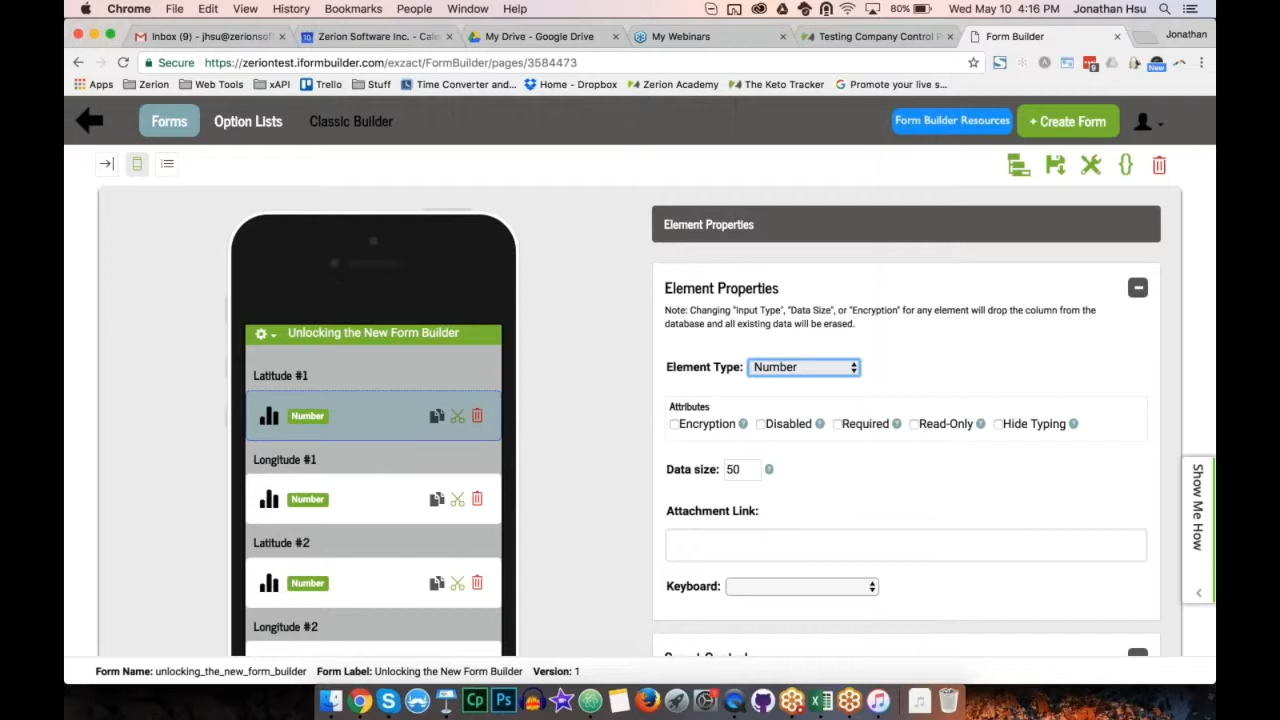 Chrome File Edit View History Bookmarks People Window Help 80% Wed May 10 4:16 PM Jonathan Hsu
Inbox (9) - jhsu@zerionsof × Zerion Software Inc. - Cale × My Drive - Google Drive × My Webinars × Testing Company Control P × Form Builder × Jonathan
Secure https://zeriontest.iformbuilder.com/exzact/FormBuilder/pages/3584473
Apps Zerion Web Tools xAPI Trello Stuff Time Converter and... Home - Dropbox Zerion Academy The Keto Tracker Promote your live s...
Forms Option Lists Classic Builder Form Builder Resources + Create Form
Element Properties
Element Properties
Note: Changing "Input Type", "Data Size", or "Encryption" for any element will drop the column from the
database and all existing data will be erased.
Element Type: Number
Attributes
Encryption ? Disabled ? Required ? Read-Only ? Hide Typing ?
Data size: 50 ?
Attachment Link:
Keyboard:
Unlocking the New Form Builder
Latitude #1
Number
Longitude #1
Number
Latitude #2
Number
Longitude #2
Show Me How
Form Name: unlocking_the_new_form_builder Form Label: Unlocking the New Form Builder Version: 1